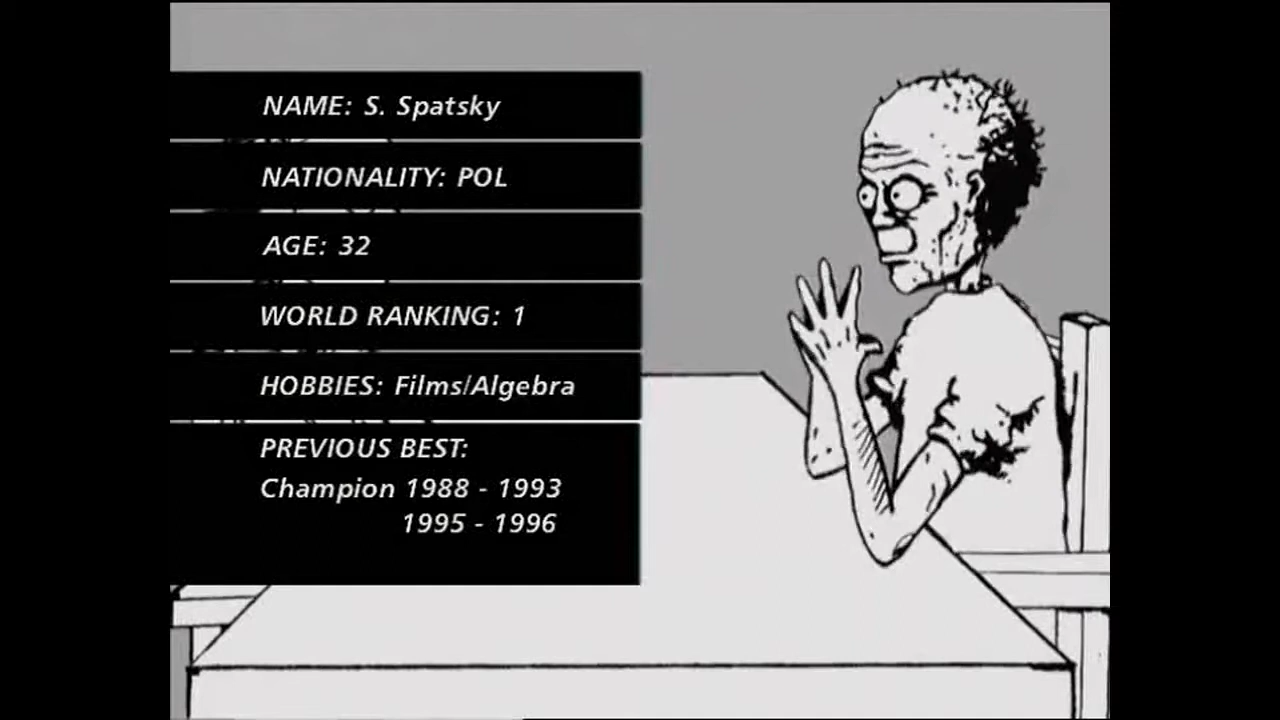 NAME: S. Spatsky
NATIONALITY: POL
AGE: 32
WORLD RANKING: 1
HOBBIES: Films/Algebra
PREVIOUS BEST:
Champion 1988 - 1993
1995 - 1996